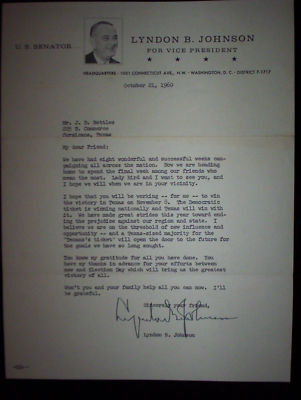 U. S. SENATOR
LYNDON B. JOHNSON
FOR VICE PRESIDENT
HEADQUARTERS · 1001 CONNECTICUT AVE., N.W. · WASHINGTON, D. C. · DISTRICT 7-1717
October 21, 1960
Mr. J. D. Nettles
225 S. Commerce
Corsicana, Texas
My dear Friend:
We have had eight wonderful and successful weeks cam-
paigning all across the nation. Now we are heading
home to spend the final week among our friends who
mean the most. Lady Bird and I want to see you, and
I hope we will when we are in your vicinity.
I hope that you will be working -- for me -- to win
the victory in Texas on November 8. The Democratic
ticket is winning nationally and Texas will win with
it. We have made great strides this year toward end-
ing the prejudice against our region and state. I
believe we are on the threshold of new influence and
opportunity -- and a Texas-sized majority for the
"Texans's ticket" will open the door to the future for
the goals we have so long sought.
You know my gratitude for all you have done. You
have my thanks in advance for your efforts between
now and Election Day which will bring us the greatest
victory of all.
Won't you and your family help all you can now. I'll
be grateful.
Sincerely your friend,
Lyndon B. Johnson
Lyndon B. Johnson